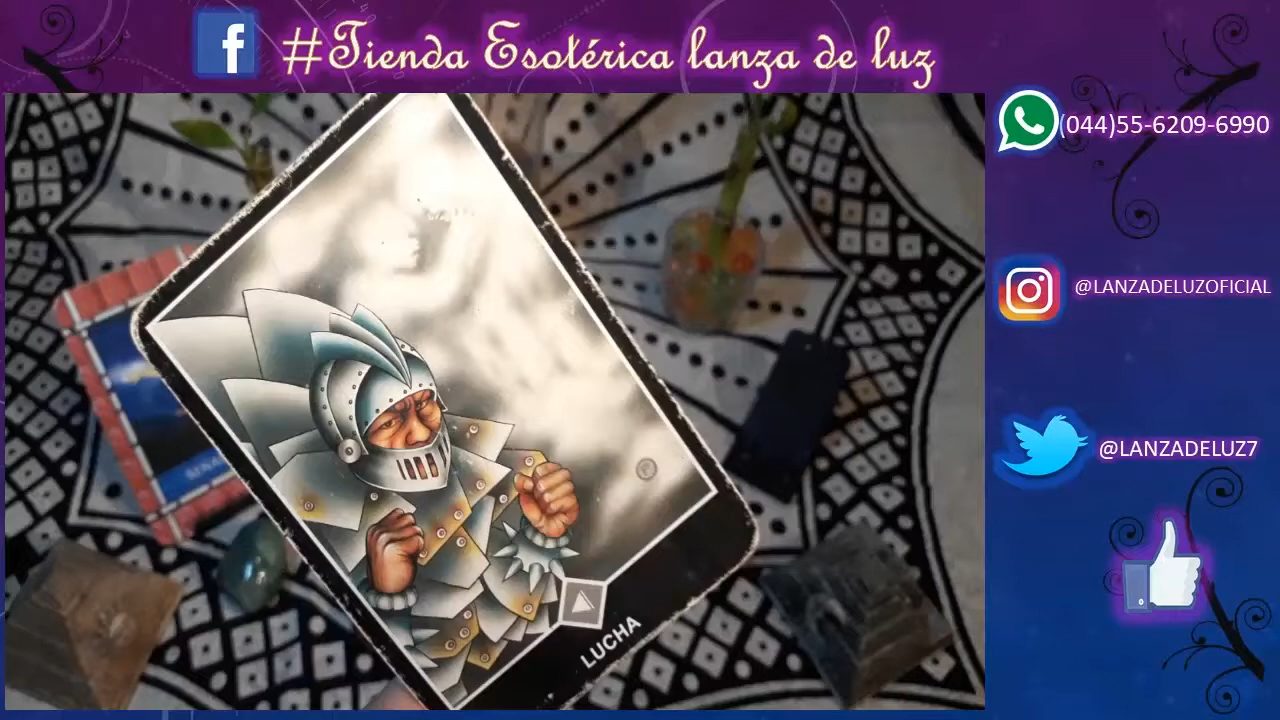 #Tienda Esotérica lanza de luz
(044)55-6209-6990
@LANZADELUZOFICIAL
@LANZADELUZ7
LUCHA